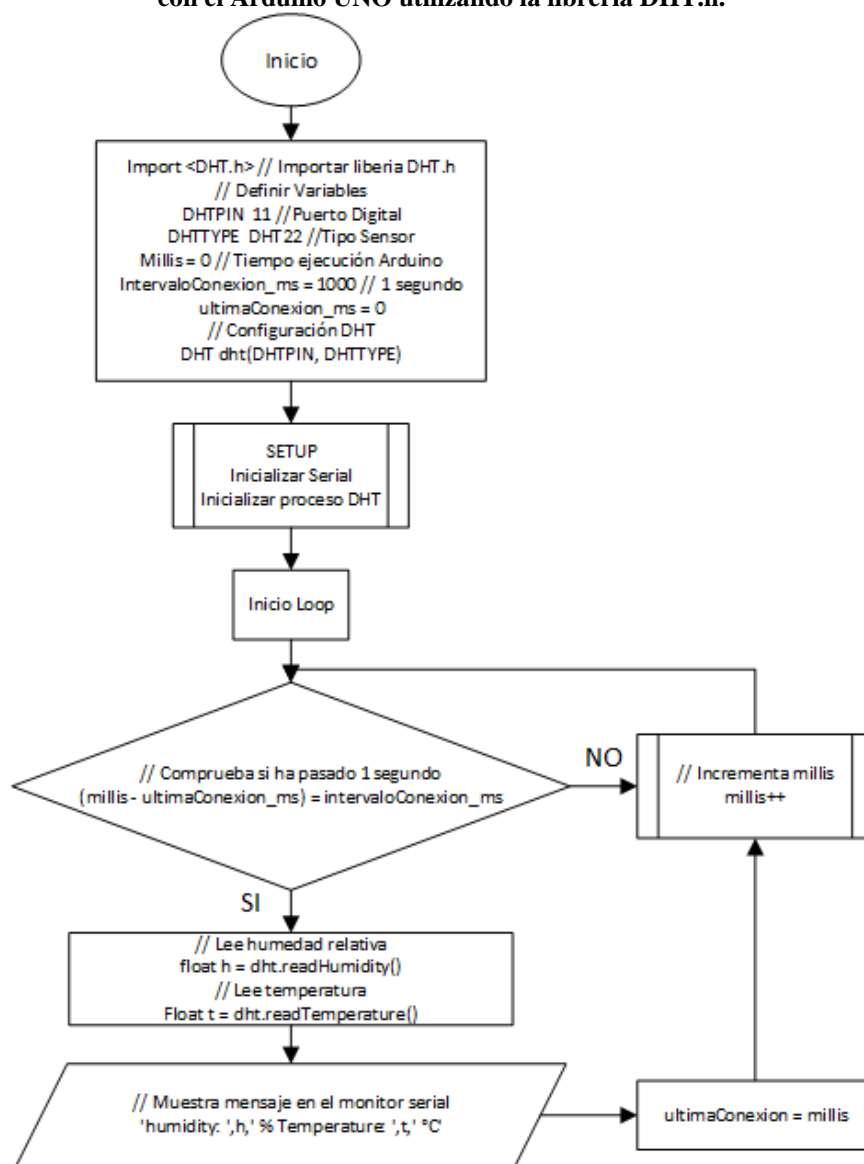 con el Arduino UNO utilizando la librería DHT.h.
Inicio
Import <DHT.h> // Importar liberia DHT.h
// Definir Variables
DHTPIN 11 //Puerto Digital
DHTTYPE DHT22 //Tipo Sensor
Millis = 0 // Tiempo ejecución Arduino
IntervaloConexion_ms = 1000 // 1 segundo
ultimaConexion_ms = 0
// Configuración DHT
DHT dht(DHTPIN, DHTTYPE)
SETUP
Inicializar Serial
Inicializar proceso DHT
Inicio Loop
// Comprueba si ha pasado 1 segundo
(millis - ultimaConexion_ms) = intervaloConexion_ms
NO
// Incrementa millis
millis++
SI
// Lee humedad relativa
float h = dht.readHumidity()
// Lee temperatura
Float t = dht.readTemperature()
// Muestra mensaje en el monitor serial
'humidity: ',h,' % Temperature: ',t,' °C'
ultimaConexion = millis